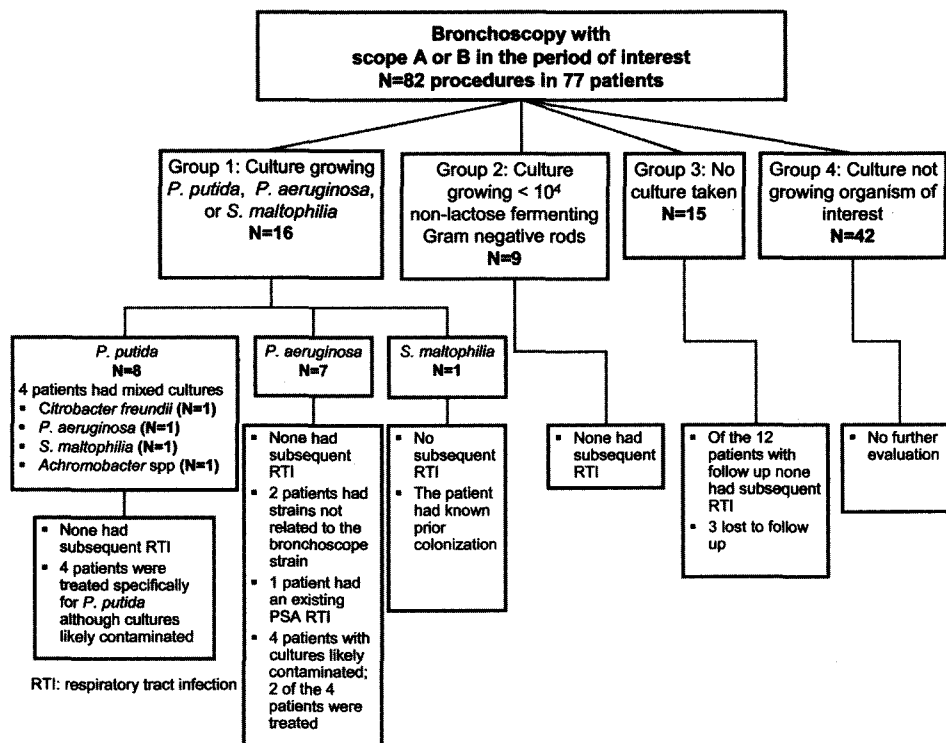 Bronchoscopy with
scope A or B in the period of interest
N=82 procedures in 77 patients
Group 1: Culture growing
P. putida, P. aeruginosa,
or S. maltophilia
N=16
Group 2: Culture
growing < 10⁴
non-lactose fermenting
Gram negative rods
N=9
Group 3: No
culture taken
N=15
Group 4: Culture not
growing organism of
interest
N=42
P. putida
N=8
4 patients had mixed cultures
▪ Citrobacter freundii (N=1)
▪ P. aeruginosa (N=1)
▪ S. maltophilia (N=1)
▪ Achromobacter spp (N=1)
P. aeruginosa
N=7
S. maltophilia
N=1
▪ None had
subsequent RTI
▪ 4 patients were
treated specifically
for P. putida
although cultures
likely contaminated
▪ None had
subsequent
RTI
▪ 2 patients had
strains not
related to the
bronchoscope
strain
▪ 1 patient had
an existing
PSA RTI
▪ 4 patients with
cultures likely
contaminated;
2 of the 4
patients were
treated
▪ No
subsequent
RTI
▪ The patient
had known
prior
colonization
▪ None had
subsequent
RTI
▪ Of the 12
patients with
follow up none
had subsequent
RTI
▪ 3 lost to follow
up
▪ No further
evaluation
RTI: respiratory tract infection